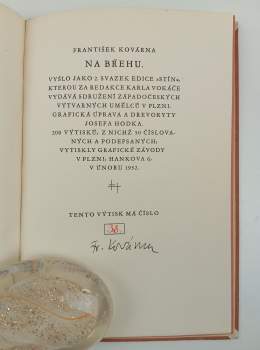 FRANTIŠEK KOVÁRNA
NA BŘEHU.
VYŠLO JAKO 2. SVAZEK EDICE »STÍN«,
KTEROU ZA REDAKCE KARLA VOKÁČE
VYDÁVÁ SDRUŽENÍ ZÁPADOČESKÝCH
VÝTVARNÝCH UMĚLCŮ V PLZNI.
GRAFICKÁ ÚPRAVA A DŘEVORYTY
JOSEFA HODKA.
200 VÝTISKŮ, Z NICHŽ 50 ČÍSLOVA-
NÝCH A PODEPSANÝCH,
VYTISKLY GRAFICKÉ ZÁVODY
V PLZNI, HANKOVA 6.
V ÚNORU 1932.
TENTO VÝTISK MÁ ČÍSLO
38.
Fr. Kovárna